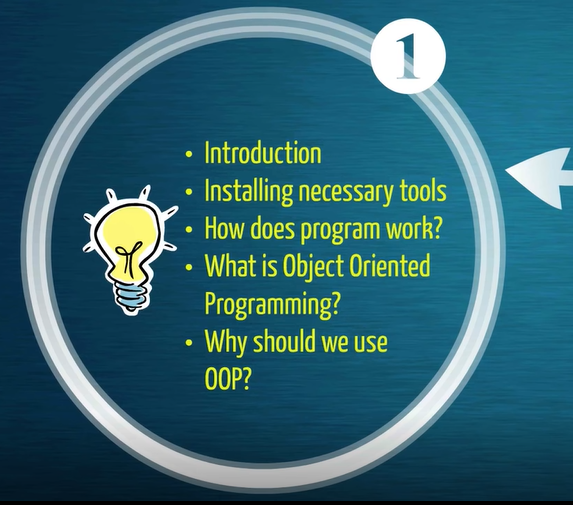 1
• Introduction
• Installing necessary tools
• How does program work?
• What is Object Oriented
Programming?
• Why should we use
OOP?